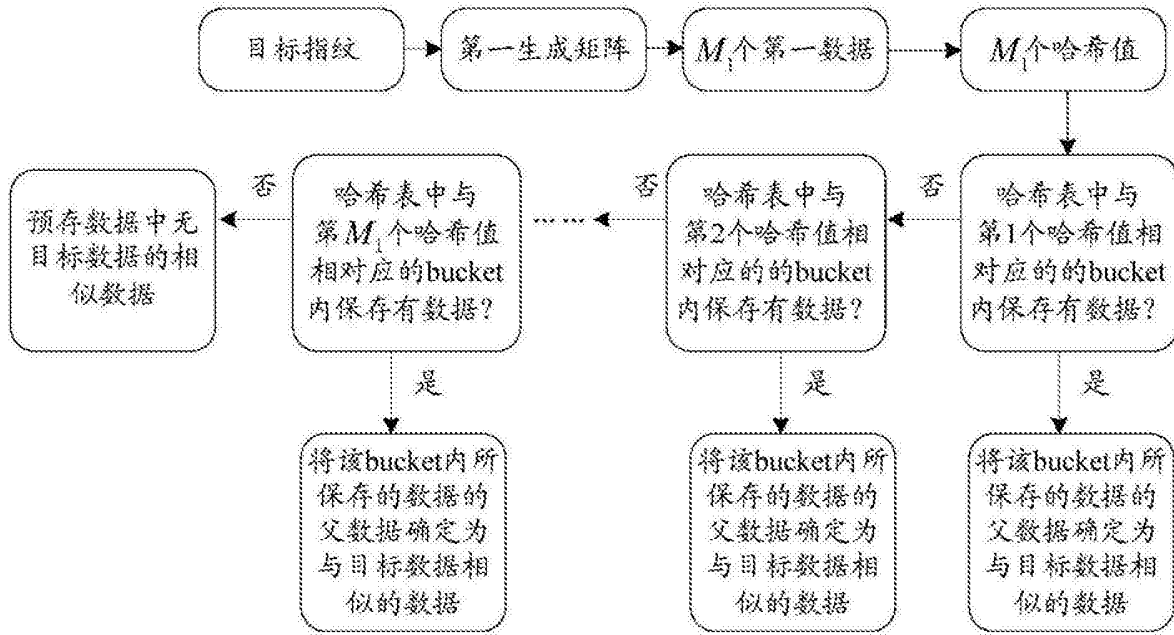 目标指纹
第一生成矩阵
M₁个第一数据
M₁个哈希值
哈希表中与
第1个哈希值相
对应的的bucket
内保存有数据?
否
是
将该bucket内所
保存的数据的
父数据确定为
与目标数据相
似的数据
哈希表中与
第2个哈希值相
对应的的bucket
内保存有数据?
否
是
将该bucket内所
保存的数据的
父数据确定为
与目标数据相
似的数据
……
哈希表中与
第M₁个哈希值
相对应的bucket
内保存有数据?
否
是
将该bucket内所
保存的数据的
父数据确定为
与目标数据相
似的数据
预存数据中无
目标数据的相
似数据